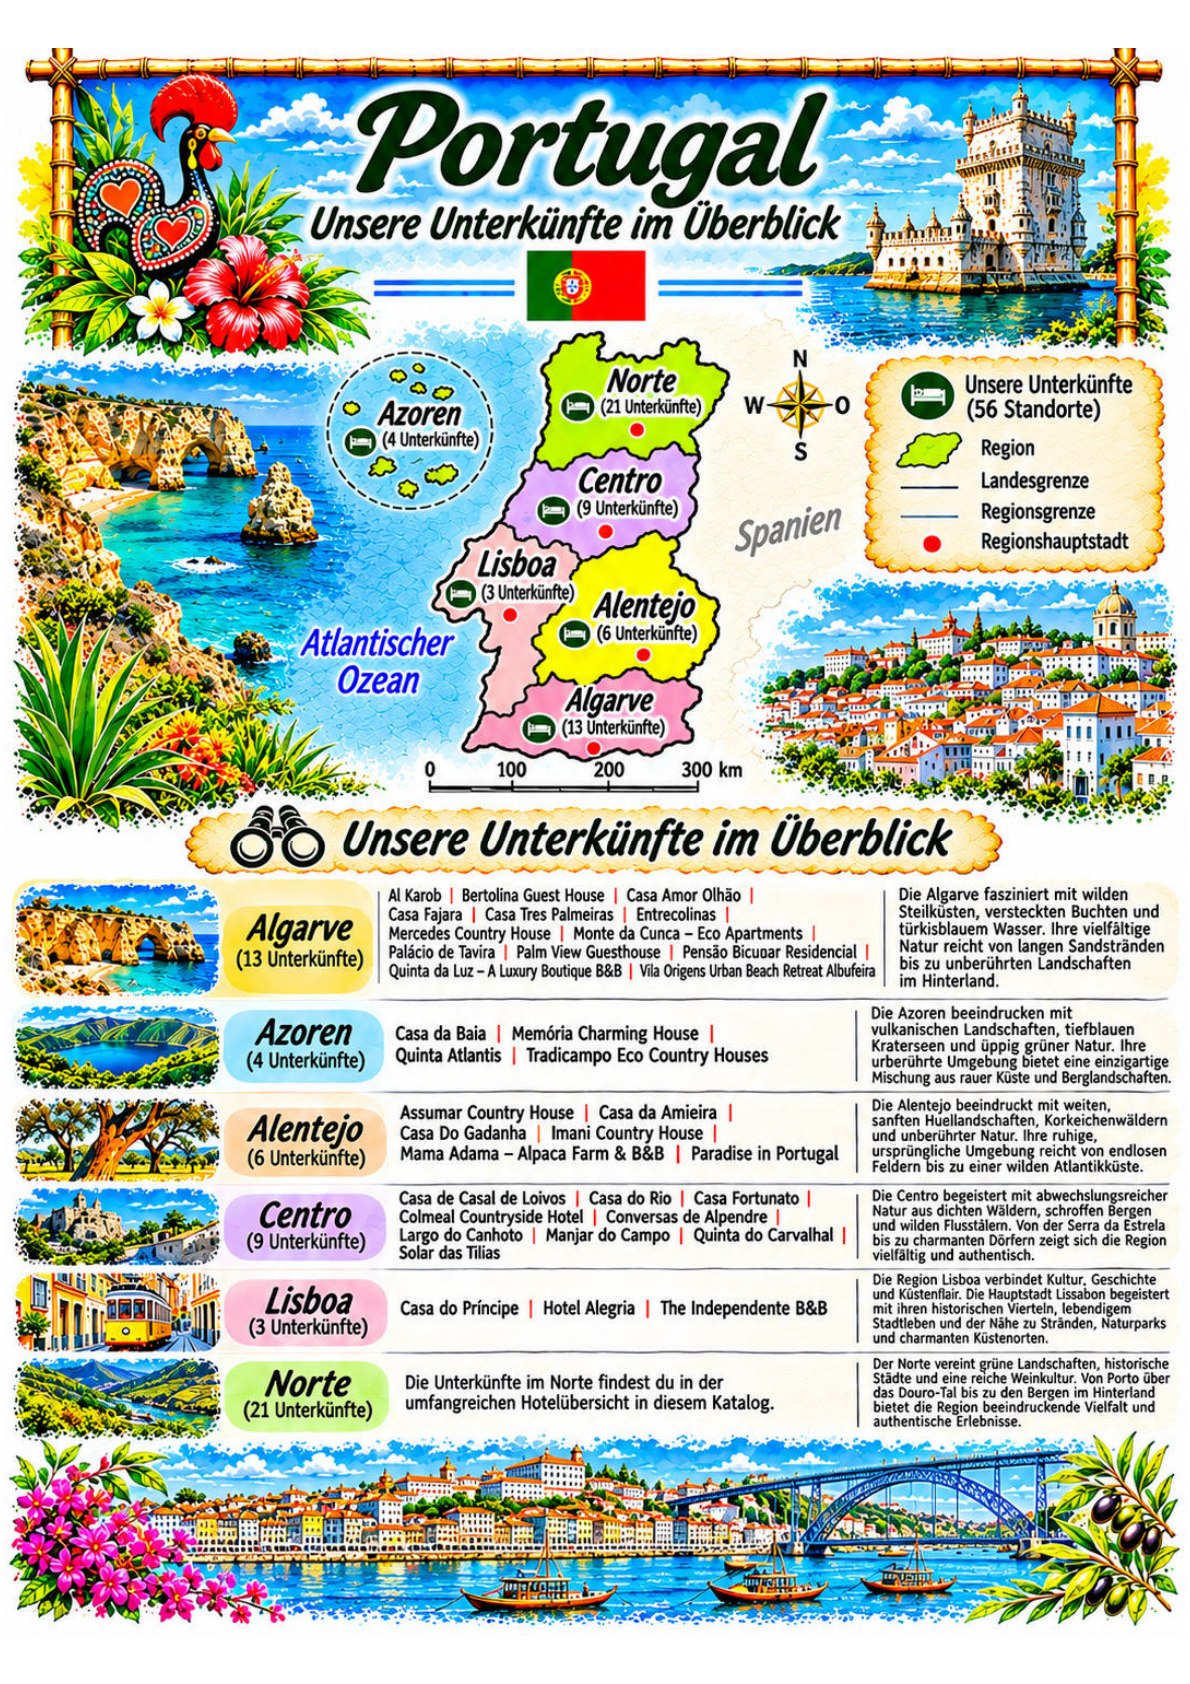 Portugal
Unsere Unterkünfte im Überblick
Azoren
(4 Unterkünfte)
Norte
(21 Unterkünfte)
Centro
(9 Unterkünfte)
Lisboa
(3 Unterkünfte)
Alentejo
(6 Unterkünfte)
Algarve
(13 Unterkünfte)
N
W
O
S
Spanien
Atlantischer
Ozean
0 100 200 300 km
Unsere Unterkünfte
(56 Standorte)
Region
Landesgrenze
Regionsgrenze
Regionshauptstadt
Unsere Unterkünfte im Überblick
Algarve
(13 Unterkünfte)
Al Karob | Bertolina Guest House | Casa Amor Olhão |
Casa Fajara | Casa Tres Palmeiras | Entrecolinas |
Mercedes Country House | Monte da Cunca – Eco Apartments |
Palácio de Tavira | Palm View Guesthouse | Pensão Bicuar Residencial |
Quinta da Luz – A Luxury Boutique B&B | Vila Origens Urban Beach Retreat Albufeira
Die Algarve fasziniert mit wilden
Steilküsten, versteckten Buchten und
türkisblauem Wasser. Ihre vielfältige
Natur reicht von langen Sandstränden
bis zu unberührten Landschaften
im Hinterland.
Azoren
(4 Unterkünfte)
Casa da Baia | Memória Charming House |
Quinta Atlantis | Tradicampo Eco Country Houses
Die Azoren beeindrucken mit
vulkanischen Landschaften, tiefblauen
Kraterseen und üppig grüner Natur. Ihre
urberührte Umgebung bietet eine einzigartige
Mischung aus rauer Küste und Berglandschaften.
Alentejo
(6 Unterkünfte)
Assumar Country House | Casa da Amieira |
Casa Do Gadanha | Imani Country House |
Mama Adama – Alpaca Farm & B&B | Paradise in Portugal
Die Alentejo beeindruckt mit weiten,
sanften Huellandschaften, Korkeichenwäldern
und unberührter Natur. Ihre ruhige,
ursprüngliche Umgebung reicht von endlosen
Feldern bis zu einer wilden Atlantikküste.
Centro
(9 Unterkünfte)
Casa de Casal de Loivos | Casa do Rio | Casa Fortunato |
Colmeal Countryside Hotel | Conversas de Alpendre |
Largo do Canhoto | Manjar do Campo | Quinta do Carvalhal |
Solar das Tílias
Die Centro begeistert mit abwechslungsreicher
Natur aus dichten Wäldern, schroffen Bergen
und wilden Flusstälern. Von der Serra da Estrela
bis zu charmanten Dörfern zeigt sich die Region
vielfältig und authentisch.
Lisboa
(3 Unterkünfte)
Casa do Príncipe | Hotel Alegria | The Independente B&B
Die Region Lisboa verbindet Kultur, Geschichte
und Küstenflair. Die Hauptstadt Lissabon begeistert
mit ihren historischen Vierteln, lebendigem
Stadtleben und der Nähe zu Stränden, Naturparks
und charmanten Küstenorten.
Norte
(21 Unterkünfte)
Die Unterkünfte im Norte findest du in der
umfangreichen Hotelübersicht in diesem Katalog.
Der Norte vereint grüne Landschaften, historische
Städte und eine reiche Weinkultur. Von Porto über
das Douro-Tal bis zu den Bergen im Hinterland
bietet die Region beeindruckende Vielfalt und
authentische Erlebnisse.